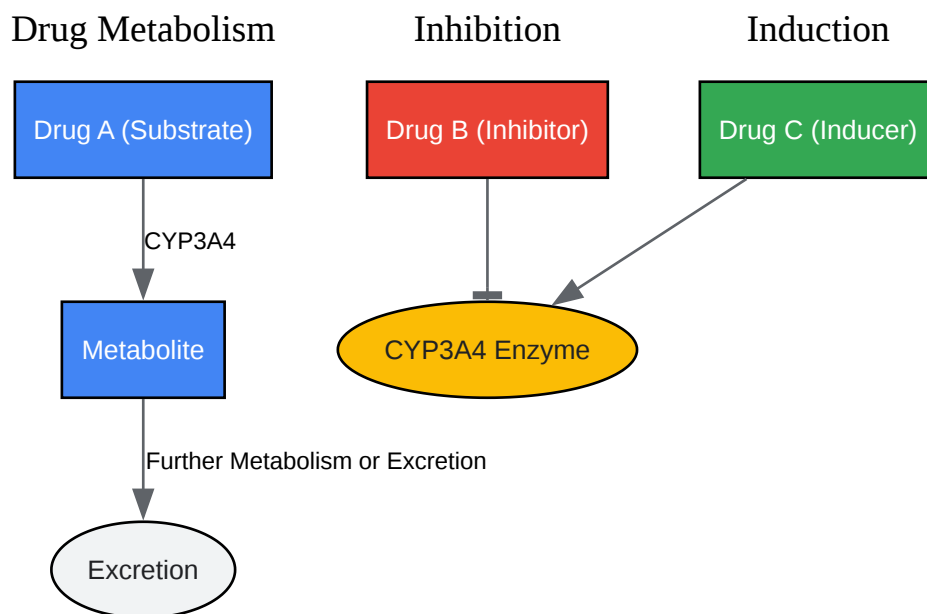 Drug Metabolism
Inhibition
Induction
Drug A (Substrate)
Drug B (Inhibitor)
Drug C (Inducer)
CYP3A4
Metabolite
CYP3A4 Enzyme
Further Metabolism or Excretion
Excretion